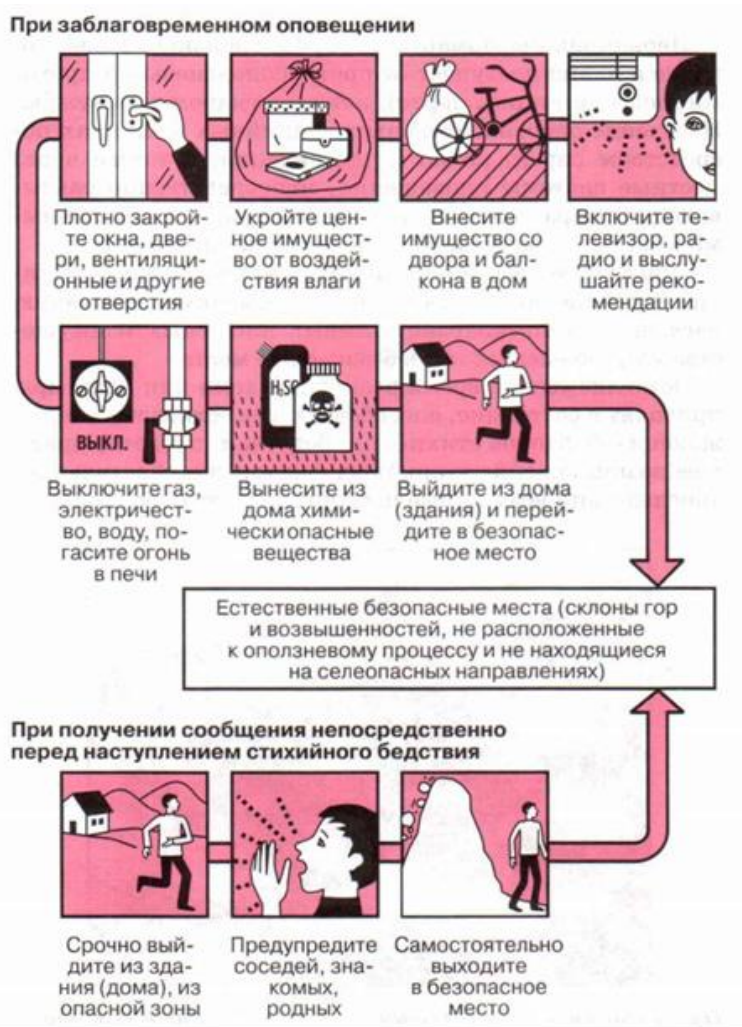 При заблаговременном оповещении
Плотно закрой-
те окна, две-
ри, вентиляци-
онные и другие
отверстия
Укройте цен-
ное имущест-
во от воздей-
ствия влаги
Внесите
имущество со
двора и бал-
кона в дом
Включите те-
левизор, ра-
дио и выслу-
шайте реко-
мендации
ВЫКЛ.
H₂SO
Выключите газ,
электричест-
во, воду, по-
гасите огонь
в печи
Вынесите из
дома хими-
чески опасные
вещества
Выйдите из дома
(здания) и перей-
дите в безопас-
ное место
Естественные безопасные места (склоны гор
и возвышенностей, не расположенные
к оползневому процессу и не находящиеся
на селеопасных направлениях)
При получении сообщения непосредственно
перед наступлением стихийного бедствия
Срочно вый-
дите из зда-
ния (дома), из
опасной зоны
Предупредите
соседей, зна-
комых,
родных
Самостоятельно
выходите
в безопасное
место